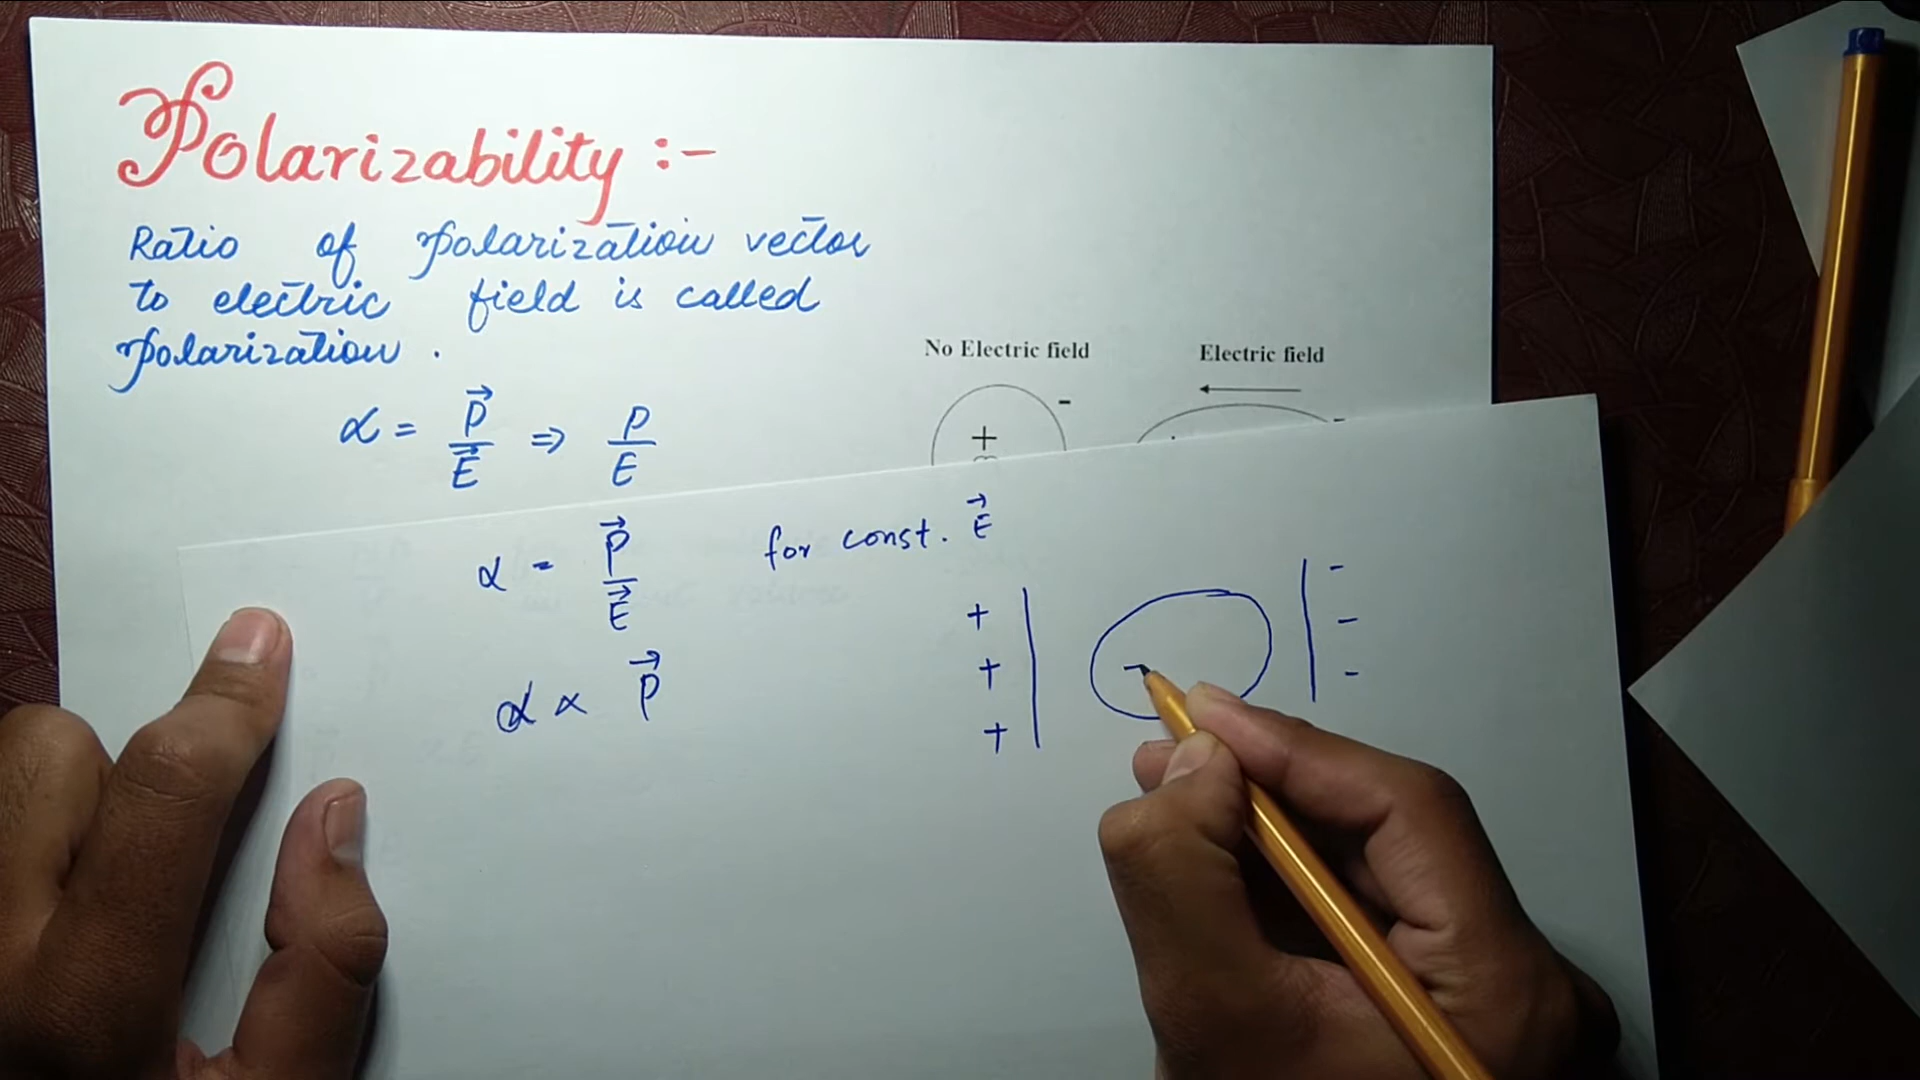 Polarizability :-
Ratio of polarization vector
to electric field is called
polarization .
No Electric field
Electric field
α = P⃗/E⃗ ⇒ P/E
-
+
-
α = P⃗/E⃗ for const. E⃗
α ∝ P⃗
+ -
+ - -
+ -